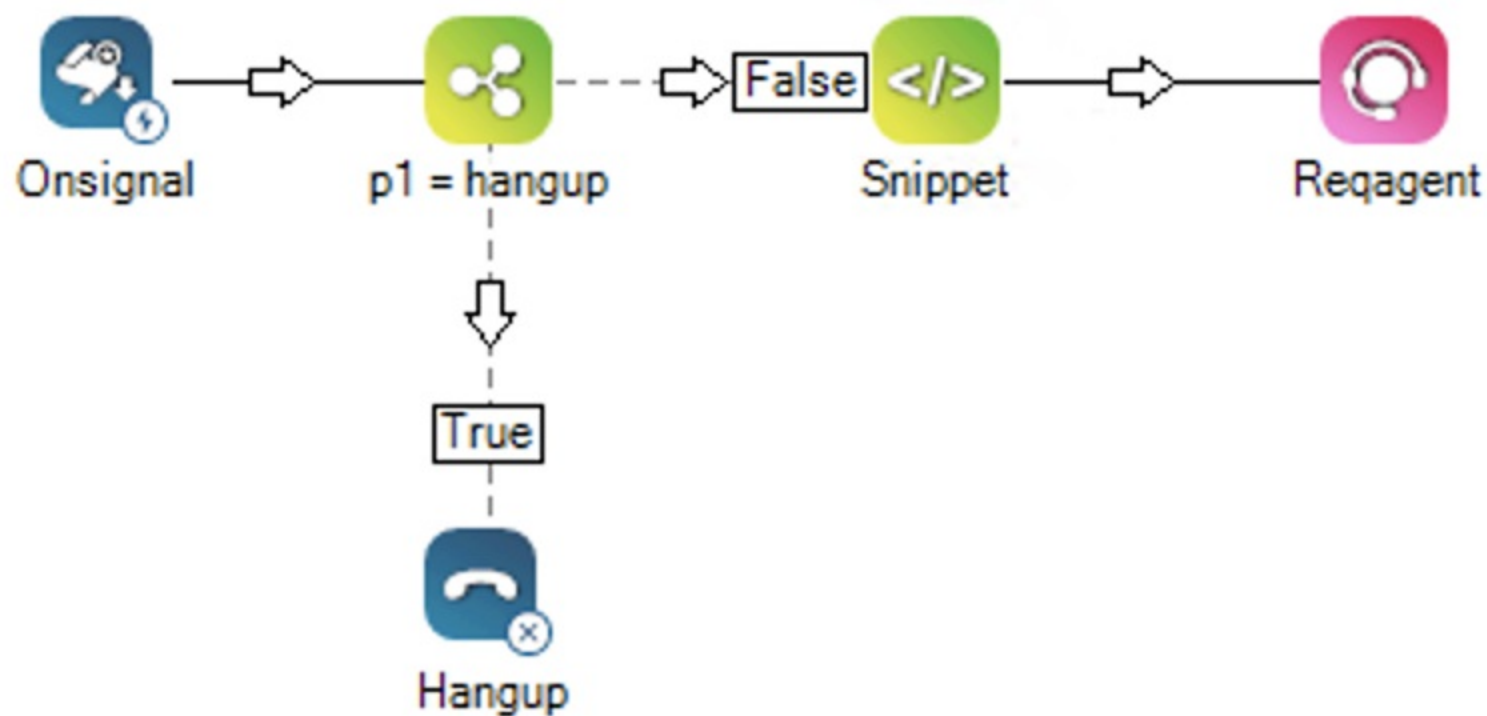 False
Onsignal
p1 = hangup
Snippet
Reqagent
True
Hangup